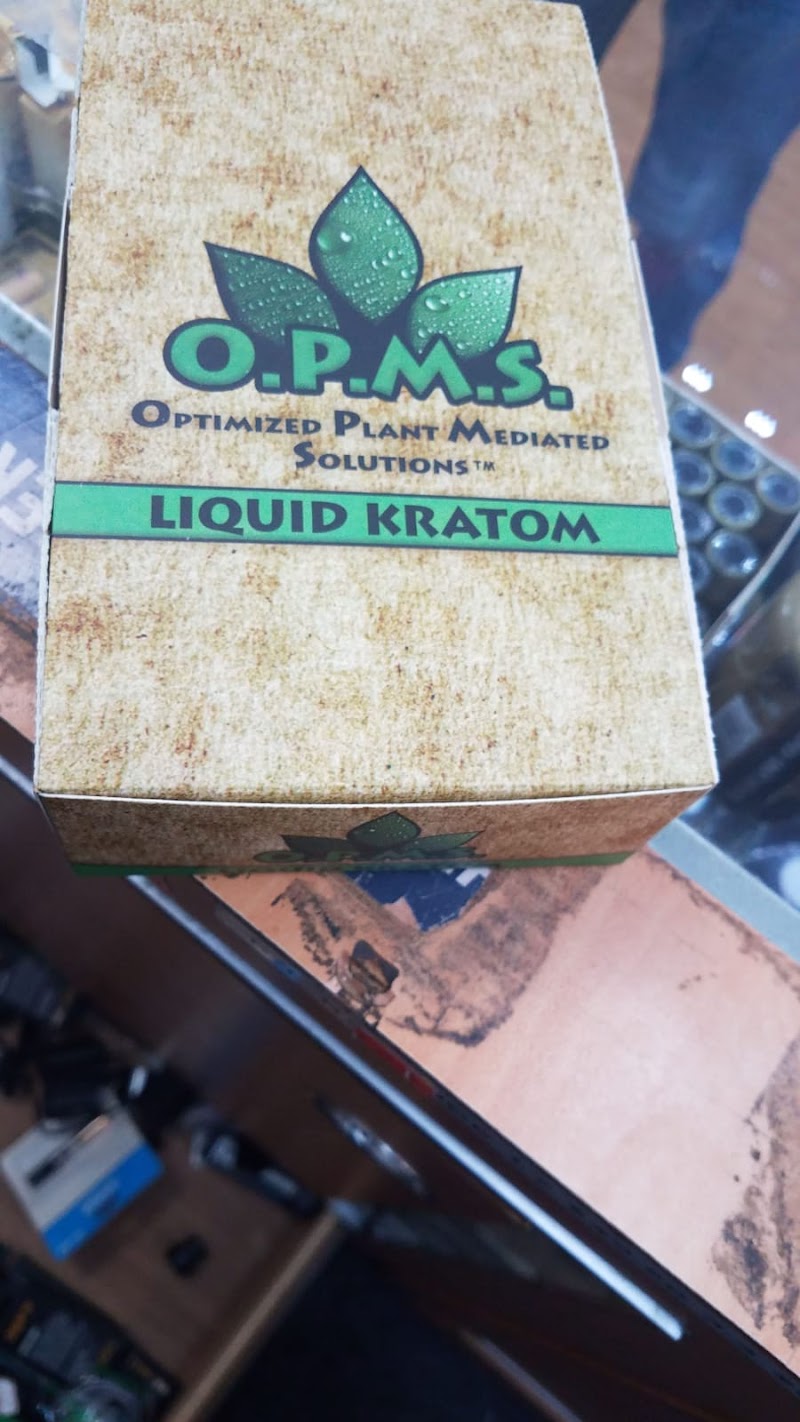 O.P.M.S.
OPTIMIZED PLANT MEDIATED
SOLUTIONS™
LIQUID KRATOM
O.P.M.S.